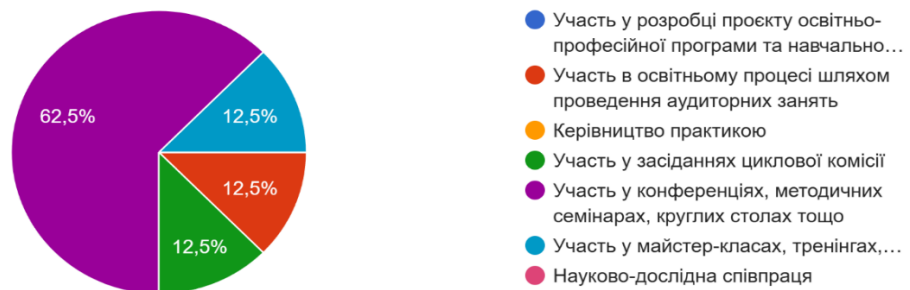 62,5%
12,5%
12,5%
12,5%
Участь у розробці проєкту освітньо-
професійної програми та навчально…
Участь в освітньому процесі шляхом
проведення аудиторних занять
Керівництво практикою
Участь у засіданнях циклової комісії
Участь у конференціях, методичних
семінарах, круглих столах тощо
Участь у майстер-класах, тренінгах,…
Науково-дослідна співпраця